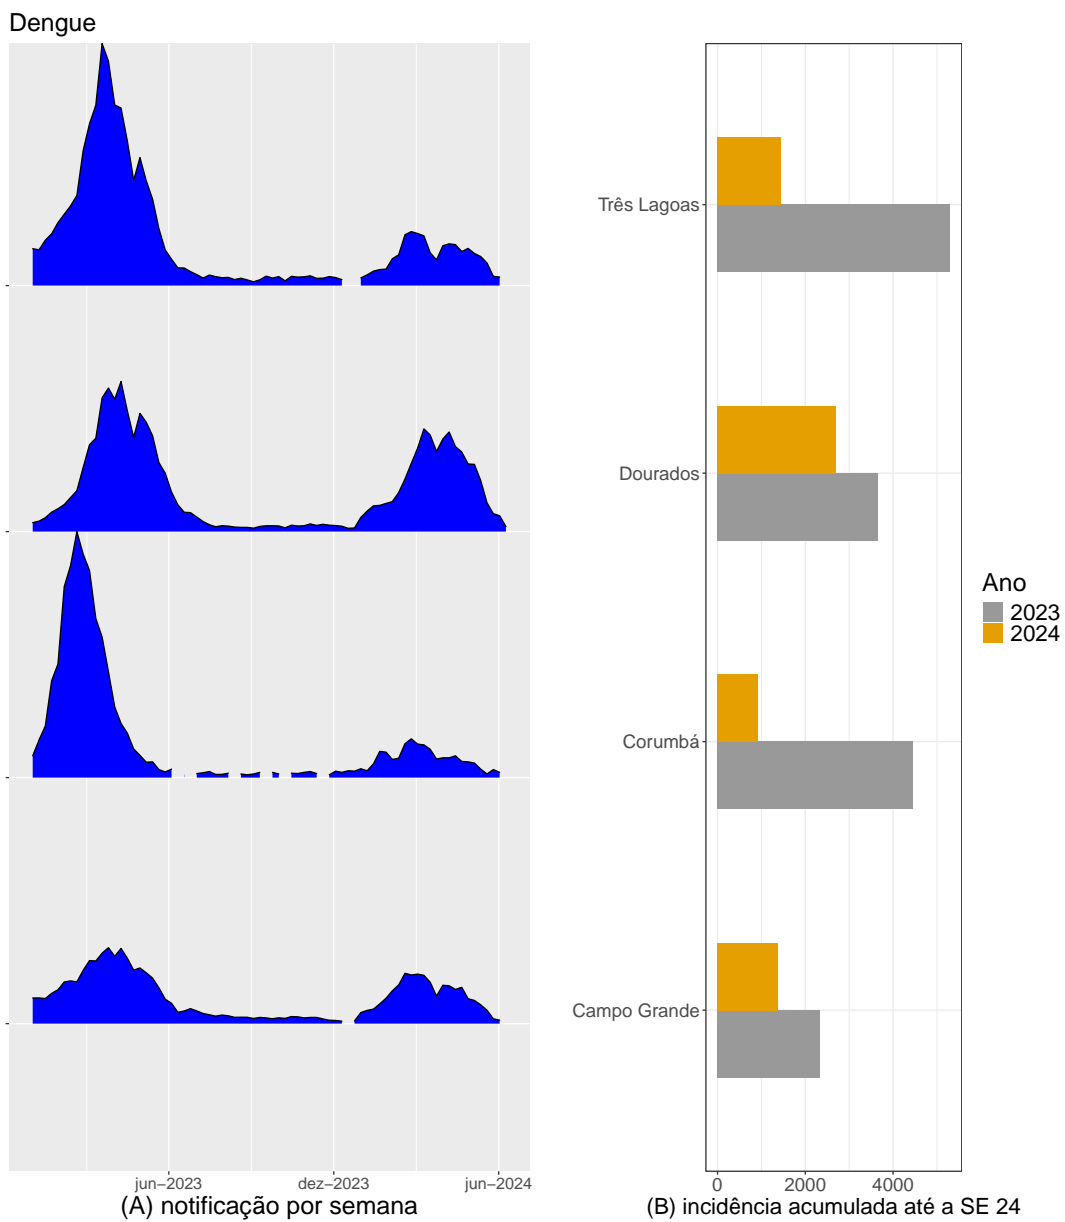 Dengue
Três Lagoas
Dourados
Corumbá
Campo Grande
Ano
2023
2024
jun−2023 dez−2023 jun−2024
0 2000 4000
(A) notificação por semana
(B) incidência acumulada até a SE 24